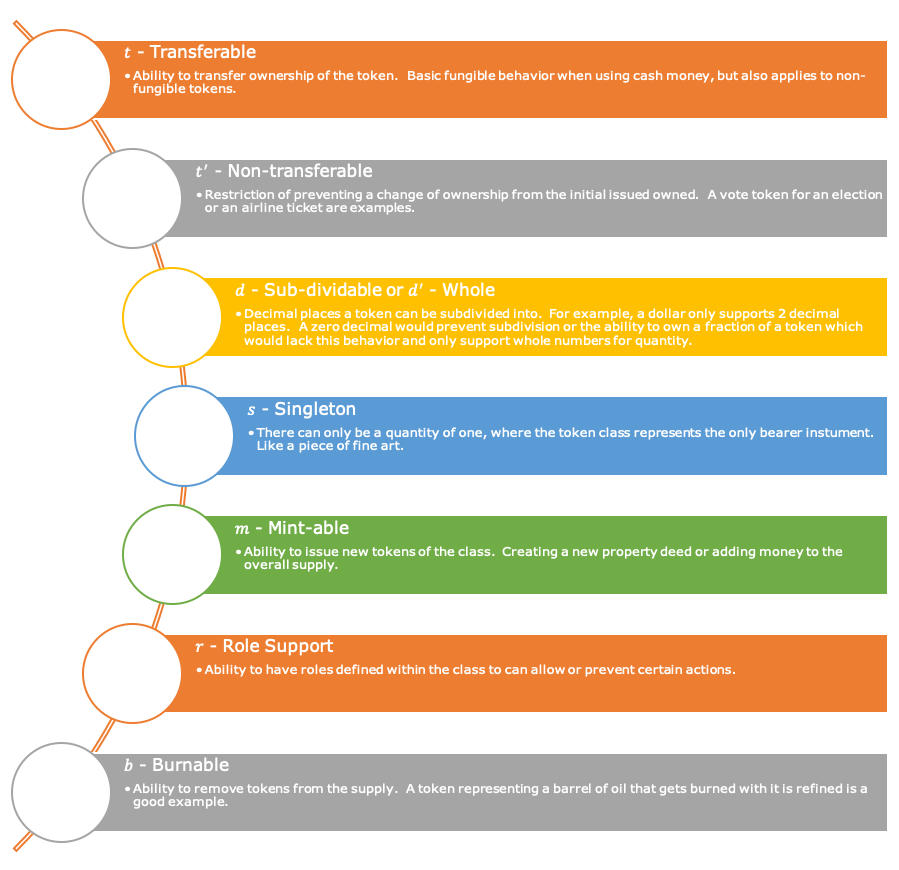 t - Transferable
• Ability to transfer ownership of the token.  Basic fungible behavior when using cash money, but also applies to non-
fungible tokens.
t′ - Non-transferable
• Restriction of preventing a change of ownership from the initial issued owned.  A vote token for an election
or an airline ticket are examples.
d - Sub-dividable or d′ - Whole
• Decimal places a token can be subdivided into.  For example, a dollar only supports 2 decimal
places.  A zero decimal would prevent subdivision or the ability to own a fraction of a token which
would lack this behavior and only support whole numbers for quantity.
s - Singleton
• There can only be a quantity of one, where the token class represents the only bearer instument.
Like a piece of fine art.
m - Mint-able
• Ability to issue new tokens of the class.  Creating a new property deed or adding money to the
overall supply.
r - Role Support
• Ability to have roles defined within the class to can allow or prevent certain actions.
b - Burnable
• Ability to remove tokens from the supply.  A token representing a barrel of oil that gets burned with it is refined is a
good example.